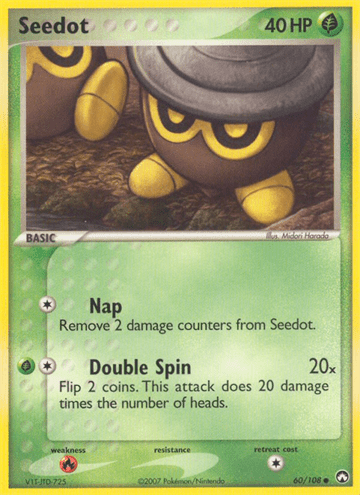 Seedot 40 HP
BASIC
Illus. Midori Harada
Nap
Remove 2 damage counters from Seedot.
Double Spin 20x
Flip 2 coins. This attack does 20 damage
times the number of heads.
weakness resistance retreat cost
V1T-JTD-725 ©2007 Pokémon/Nintendo 60/108